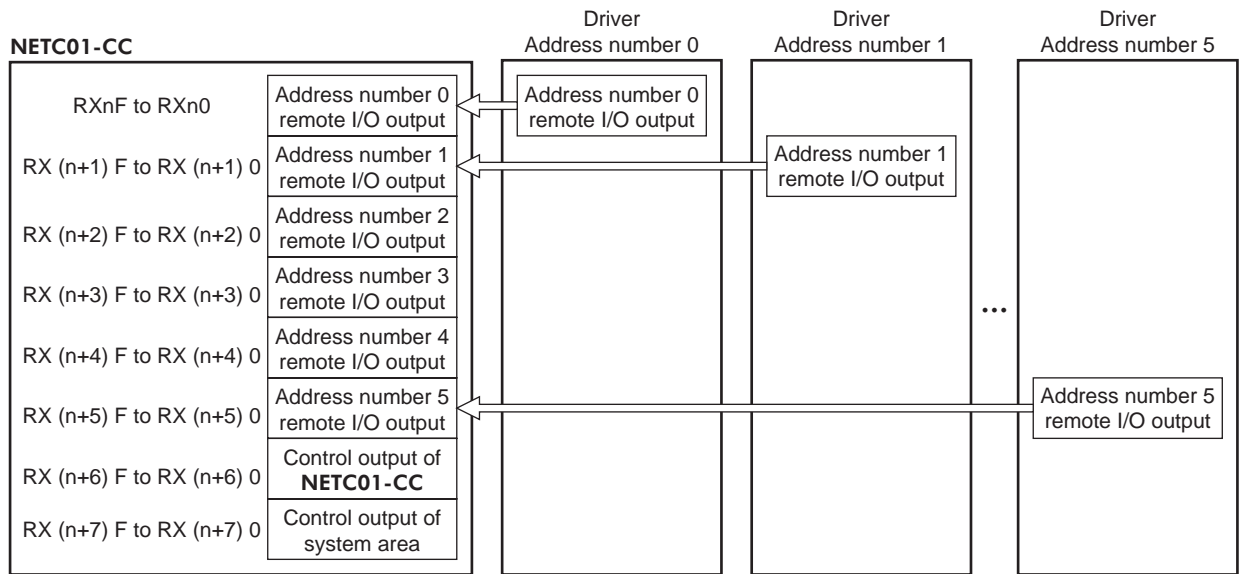 NETC01-CC
Driver
Address number 0
Driver
Address number 1
Driver
Address number 5
RXnF to RXn0
Address number 0
remote I/O output
Address number 0
remote I/O output
RX (n+1) F to RX (n+1) 0
Address number 1
remote I/O output
Address number 1
remote I/O output
RX (n+2) F to RX (n+2) 0
Address number 2
remote I/O output
RX (n+3) F to RX (n+3) 0
Address number 3
remote I/O output
...
RX (n+4) F to RX (n+4) 0
Address number 4
remote I/O output
RX (n+5) F to RX (n+5) 0
Address number 5
remote I/O output
Address number 5
remote I/O output
RX (n+6) F to RX (n+6) 0
Control output of
NETC01-CC
RX (n+7) F to RX (n+7) 0
Control output of
system area